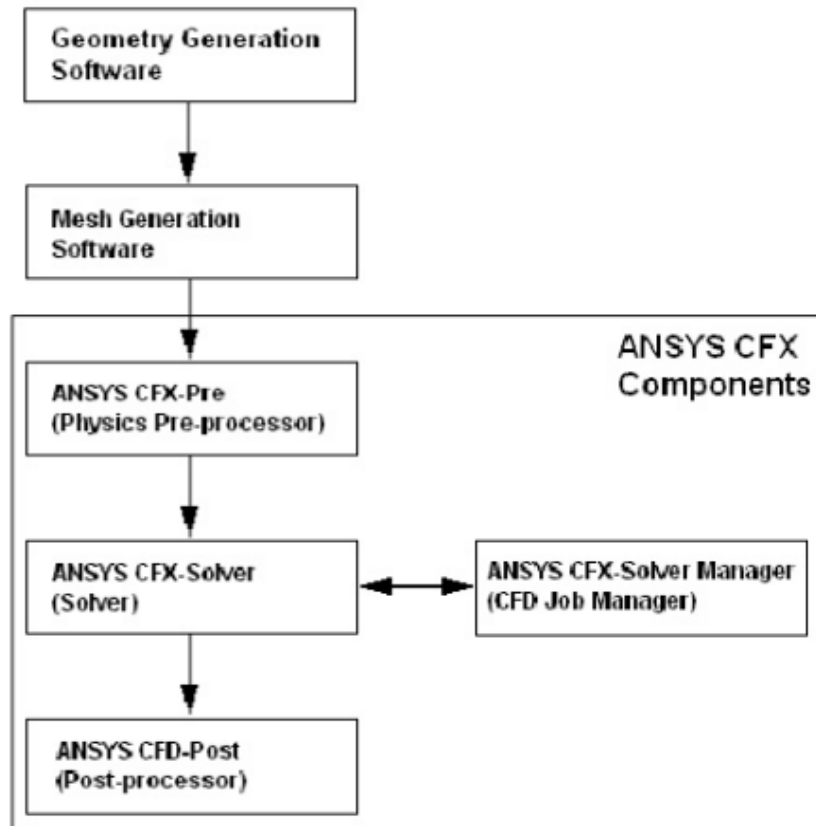 Geometry Generation
Software
Mesh Generation
Software
ANSYS CFX
Components
ANSYS CFX-Pre
(Physics Pre-processor)
ANSYS CFX-Solver
(Solver)
ANSYS CFX-Solver Manager
(CFD Job Manager)
ANSYS CFD-Post
(Post-processor)